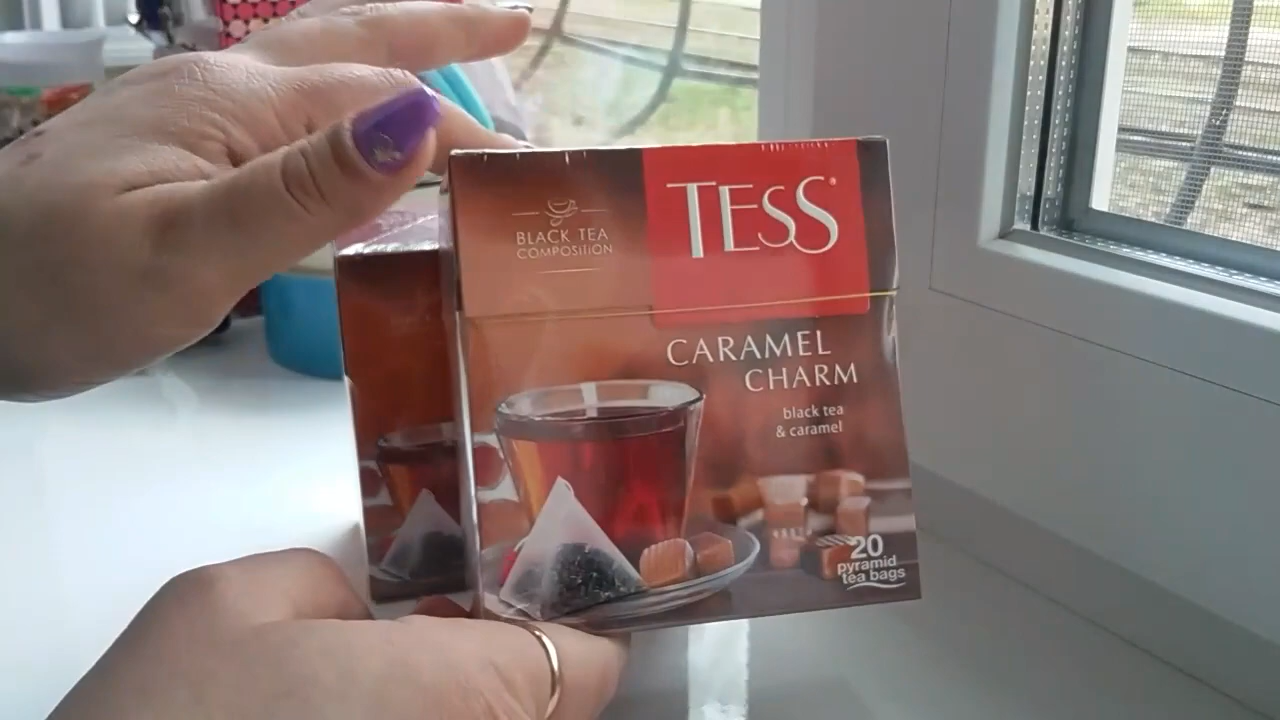 BLACK TEA
COMPOSITION
TESS®
CARAMEL
CHARM
black tea
& caramel
20
pyramid
tea bags